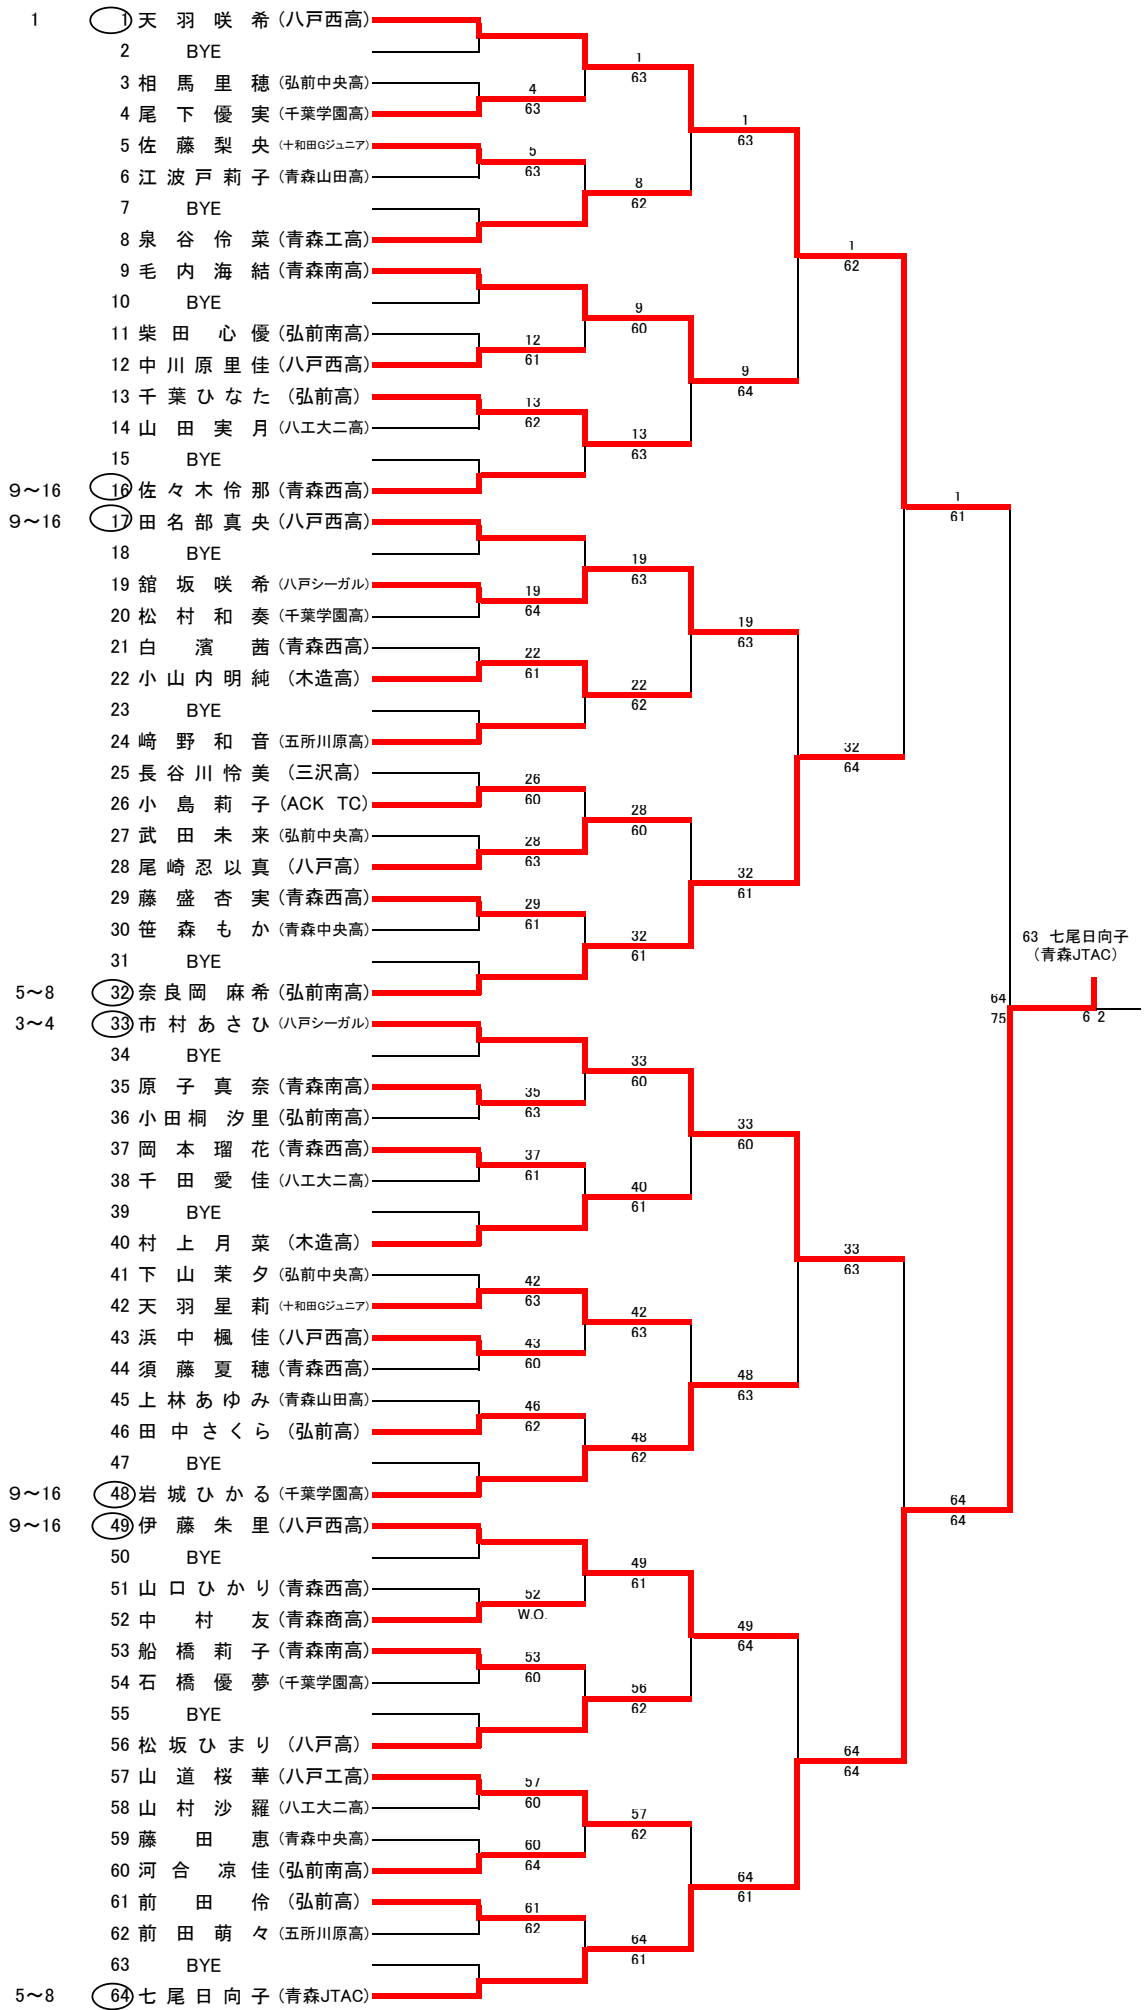 1 1 天羽咲希 (八戸西高)
2 BYE
1
63
3 相馬里穂 (弘前中央高)
4
63
4 尾下優実 (千葉学園高)
1
63
5 佐藤梨央 (十和田Gジュニア)
5
63
6 江波戸莉子 (青森山田高)
8
62
7 BYE
8 泉谷伶菜 (青森工高)
1
62
9 毛内海結 (青森南高)
10 BYE
9
60
11 柴田心優 (弘前南高)
12
61
12 中川原里佳 (八戸西高)
9
64
13 千葉ひなた (弘前高)
13
62
14 山田実月 (八工大二高)
13
63
15 BYE
9～16 16 佐々木伶那 (青森西高)
1
61
9～16 17 田名部真央 (八戸西高)
18 BYE
19
63
19 舘坂咲希 (八戸シーガル)
19
64
20 松村和奏 (千葉学園高)
19
63
21 白濱茜 (青森西高)
22
61
22 小山内明純 (木造高)
22
62
23 BYE
24 﨑野和音 (五所川原高)
32
64
25 長谷川怜美 (三沢高)
26
60
26 小島莉子 (ACK TC)
28
60
27 武田未来 (弘前中央高)
28
63
28 尾崎忍以真 (八戸高)
32
61
29 藤盛杏実 (青森西高)
29
61
30 笹森もか (青森中央高)
32
61
63 七尾日向子
(青森JTAC)
31 BYE
5～8 32 奈良岡麻希 (弘前南高)
64
75
6 2
3～4 33 市村あさひ (八戸シーガル)
34 BYE
33
60
35 原子真奈 (青森南高)
35
63
36 小田桐汐里 (弘前南高)
33
60
37 岡本瑠花 (青森西高)
37
61
38 千田愛佳 (八工大二高)
40
61
39 BYE
40 村上月菜 (木造高)
33
63
41 下山茉夕 (弘前中央高)
42
63
42 天羽星莉 (十和田Gジュニア)
42
63
43 浜中楓佳 (八戸西高)
43
60
44 須藤夏穂 (青森西高)
48
63
45 上林あゆみ (青森山田高)
46
62
46 田中さくら (弘前高)
48
62
47 BYE
9～16 48 岩城ひかる (千葉学園高)
64
64
9～16 49 伊藤朱里 (八戸西高)
50 BYE
49
61
51 山口ひかり (青森西高)
52
W.O.
52 中村友 (青森商高)
49
64
53 船橋莉子 (青森南高)
53
60
54 石橋優夢 (千葉学園高)
56
62
55 BYE
56 松坂ひまり (八戸高)
64
64
57 山道桜華 (八戸工高)
57
60
58 山村沙羅 (八工大二高)
57
62
59 藤田恵 (青森中央高)
60
64
60 河合涼佳 (弘前南高)
64
61
61 前田伶 (弘前高)
61
62
62 前田萌々 (五所川原高)
64
61
63 BYE
5～8 64 七尾日向子 (青森JTAC)